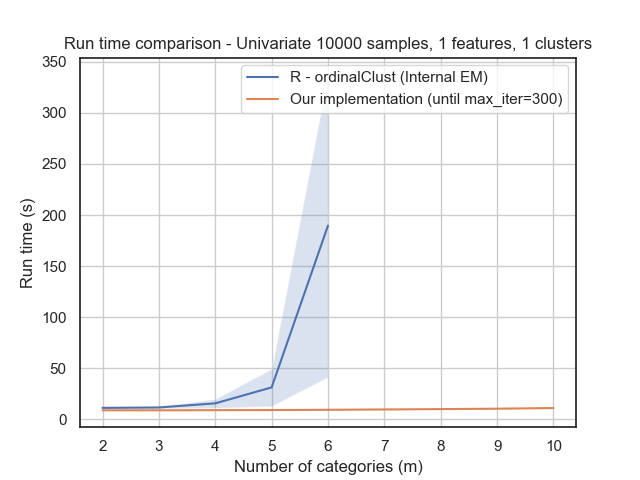 Run time comparison - Univariate 10000 samples, 1 features, 1 clusters
R - ordinalClust (Internal EM)
Our implementation (until max_iter=300)
350
300
250
200
150
100
50
0
Run time (s)
2 3 4 5 6 7 8 9 10
Number of categories (m)